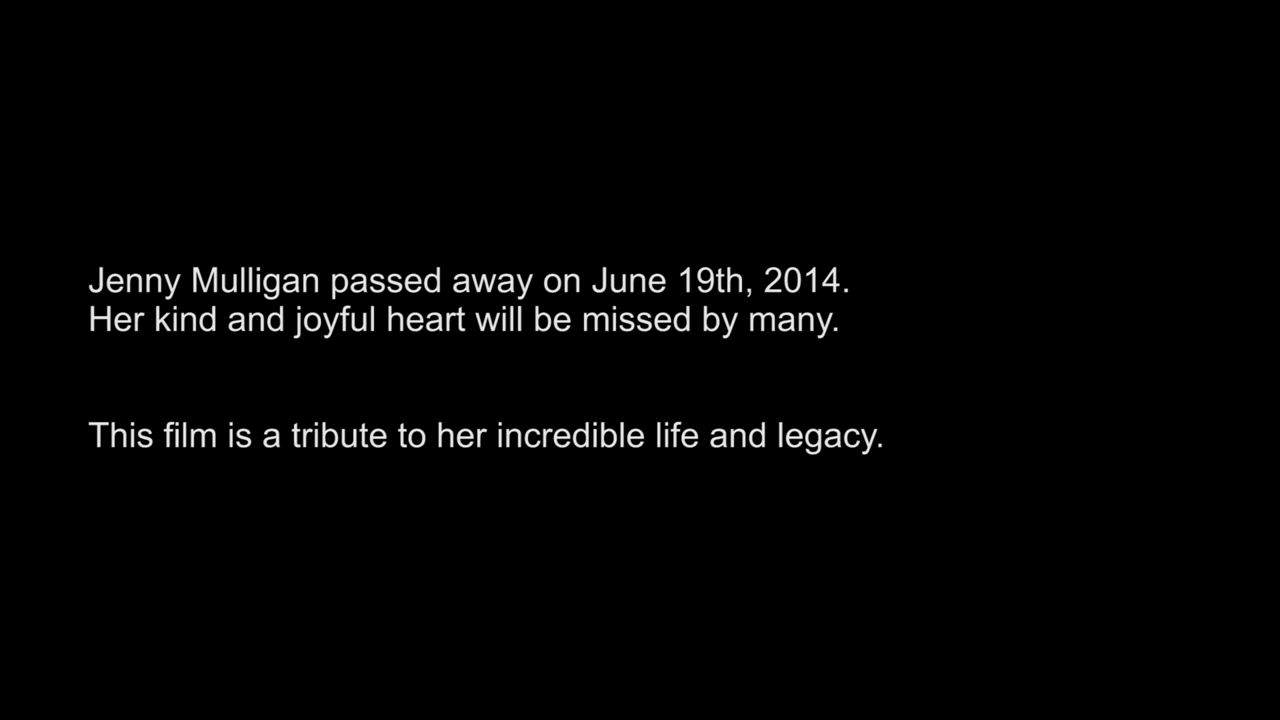 Jenny Mulligan passed away on June 19th, 2014.
Her kind and joyful heart will be missed by many.
This film is a tribute to her incredible life and legacy.